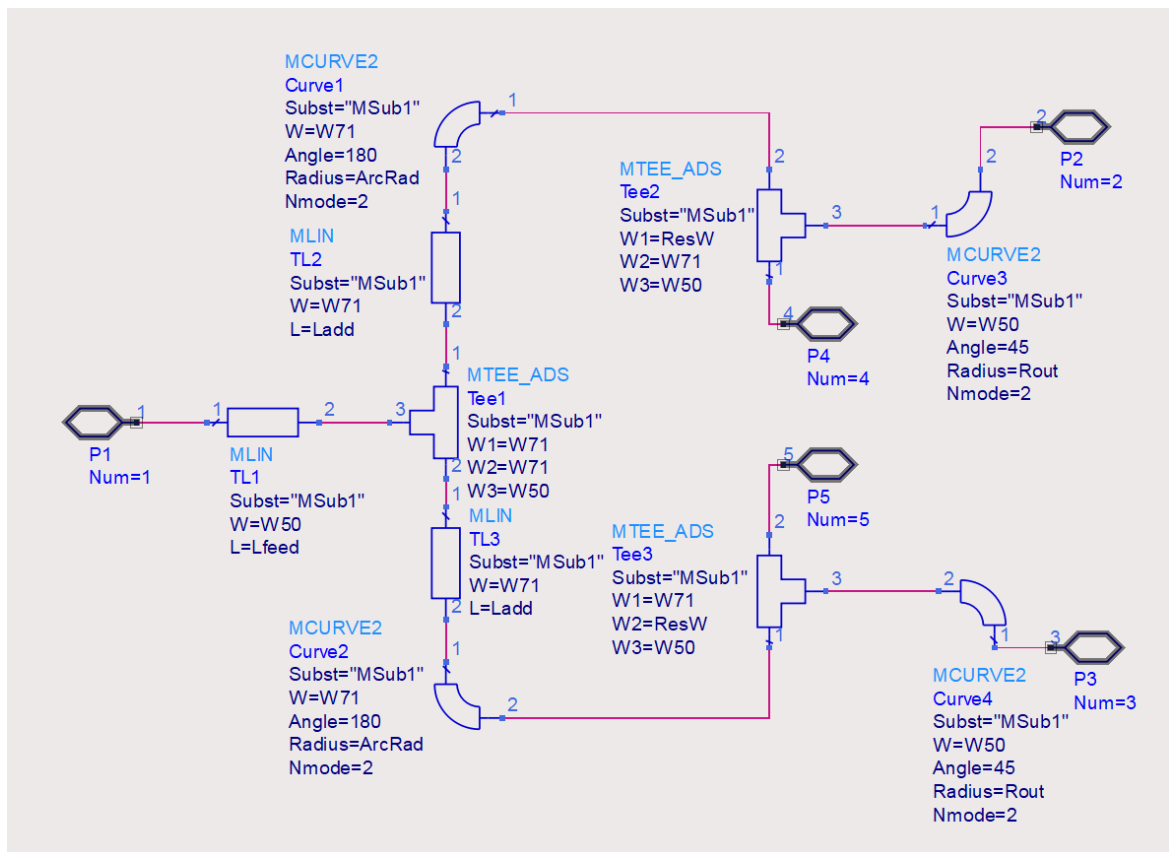 MCURVE2
Curve1
Subst="MSub1"
W=W71
Angle=180
Radius=ArcRad
Nmode=2
1
2
1
MLIN
TL2
Subst="MSub1"
W=W71
L=Ladd
2
1
MTEE_ADS
Tee2
Subst="MSub1"
W1=ResW
W2=W71
W3=W50
2
3
1
4
P4
Num=4
2
P2
Num=2
2
1
MCURVE2
Curve3
Subst="MSub1"
W=W50
Angle=45
Radius=Rout
Nmode=2
1
P1
Num=1
1
2
MLIN
TL1
Subst="MSub1"
W=W50
L=Lfeed
3
MTEE_ADS
Tee1
Subst="MSub1"
W1=W71
W2=W71
W3=W50
2
1
MLIN
TL3
Subst="MSub1"
W=W71
L=Ladd
2
1
MCURVE2
Curve2
Subst="MSub1"
W=W71
Angle=180
Radius=ArcRad
Nmode=2
2
5
P5
Num=5
MTEE_ADS
Tee3
Subst="MSub1"
W1=W71
W2=ResW
W3=W50
2
3
1
2
1
3
P3
Num=3
MCURVE2
Curve4
Subst="MSub1"
W=W50
Angle=45
Radius=Rout
Nmode=2